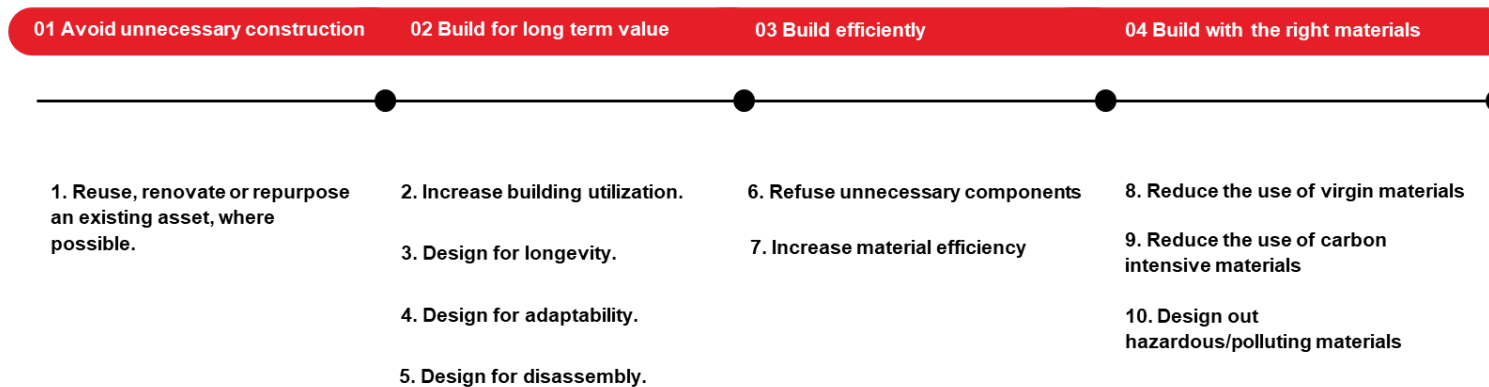 01 Avoid unnecessary construction
02 Build for long term value
03 Build efficiently
04 Build with the right materials
1. Reuse, renovate or repurpose
an existing asset, where
possible.
2. Increase building utilization.
3. Design for longevity.
4. Design for adaptability.
5. Design for disassembly.
6. Refuse unnecessary components
7. Increase material efficiency
8. Reduce the use of virgin materials
9. Reduce the use of carbon
intensive materials
10. Design out
hazardous/polluting materials